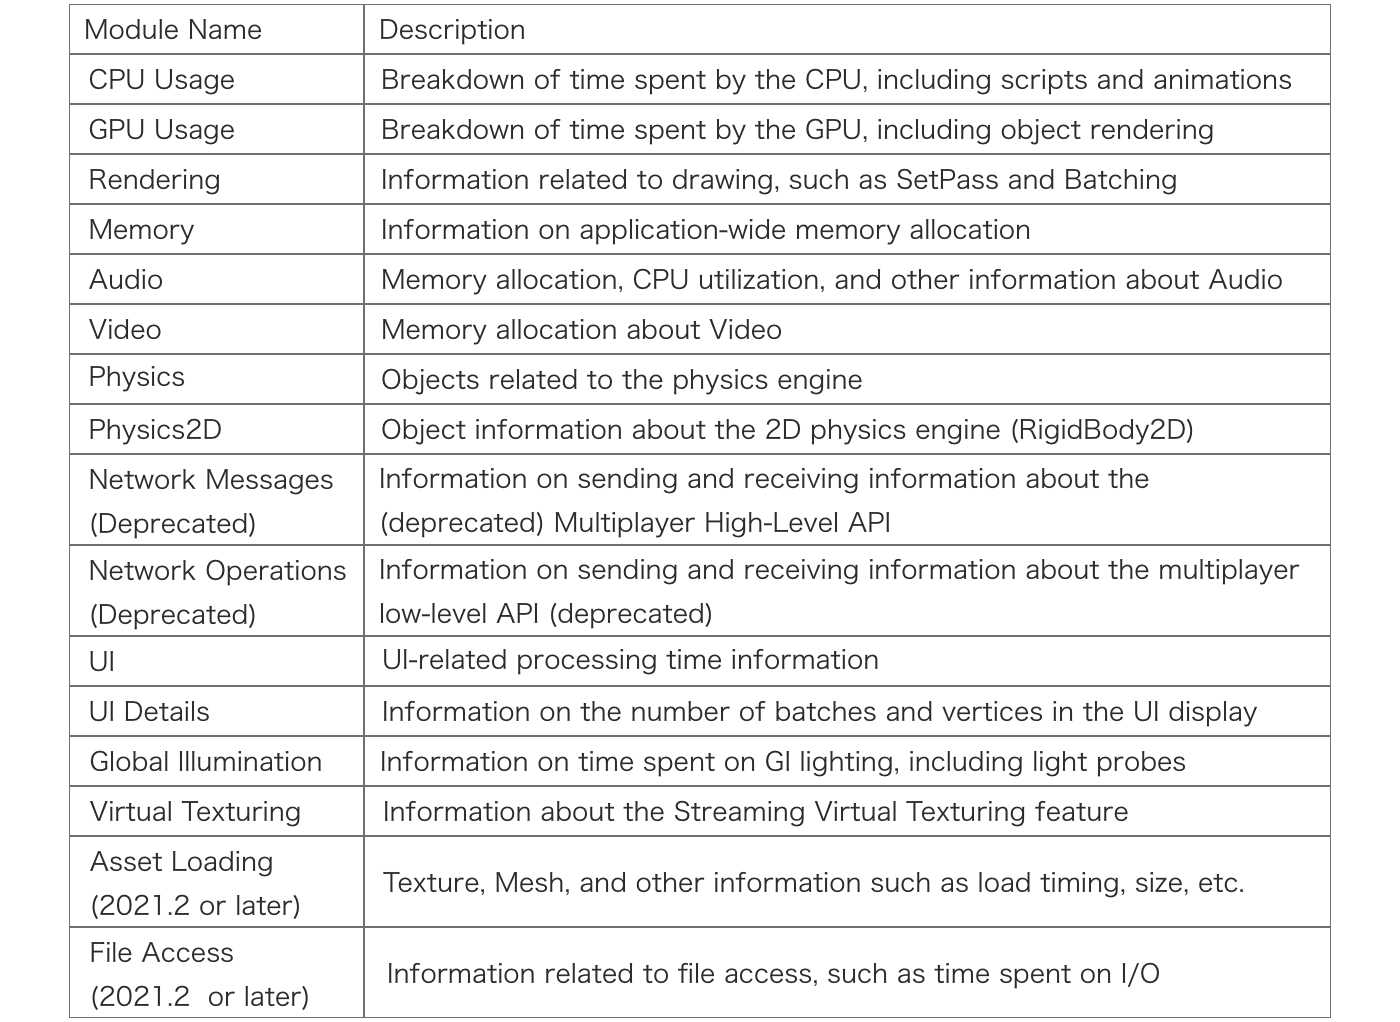 Module Name
Description
CPU Usage
Breakdown of time spent by the CPU, including scripts and animations
GPU Usage
Breakdown of time spent by the GPU, including object rendering
Rendering
Information related to drawing, such as SetPass and Batching
Memory
Information on application-wide memory allocation
Audio
Memory allocation, CPU utilization, and other information about Audio
Video
Memory allocation about Video
Physics
Objects related to the physics engine
Physics2D
Object information about the 2D physics engine (RigidBody2D)
Network Messages
(Deprecated)
Information on sending and receiving information about the
(deprecated) Multiplayer High-Level API
Network Operations
(Deprecated)
Information on sending and receiving information about the multiplayer
low-level API (deprecated)
UI
UI-related processing time information
UI Details
Information on the number of batches and vertices in the UI display
Global Illumination
Information on time spent on GI lighting, including light probes
Virtual Texturing
Information about the Streaming Virtual Texturing feature
Asset Loading
(2021.2 or later)
Texture, Mesh, and other information such as load timing, size, etc.
File Access
(2021.2  or later)
Information related to file access, such as time spent on I/O